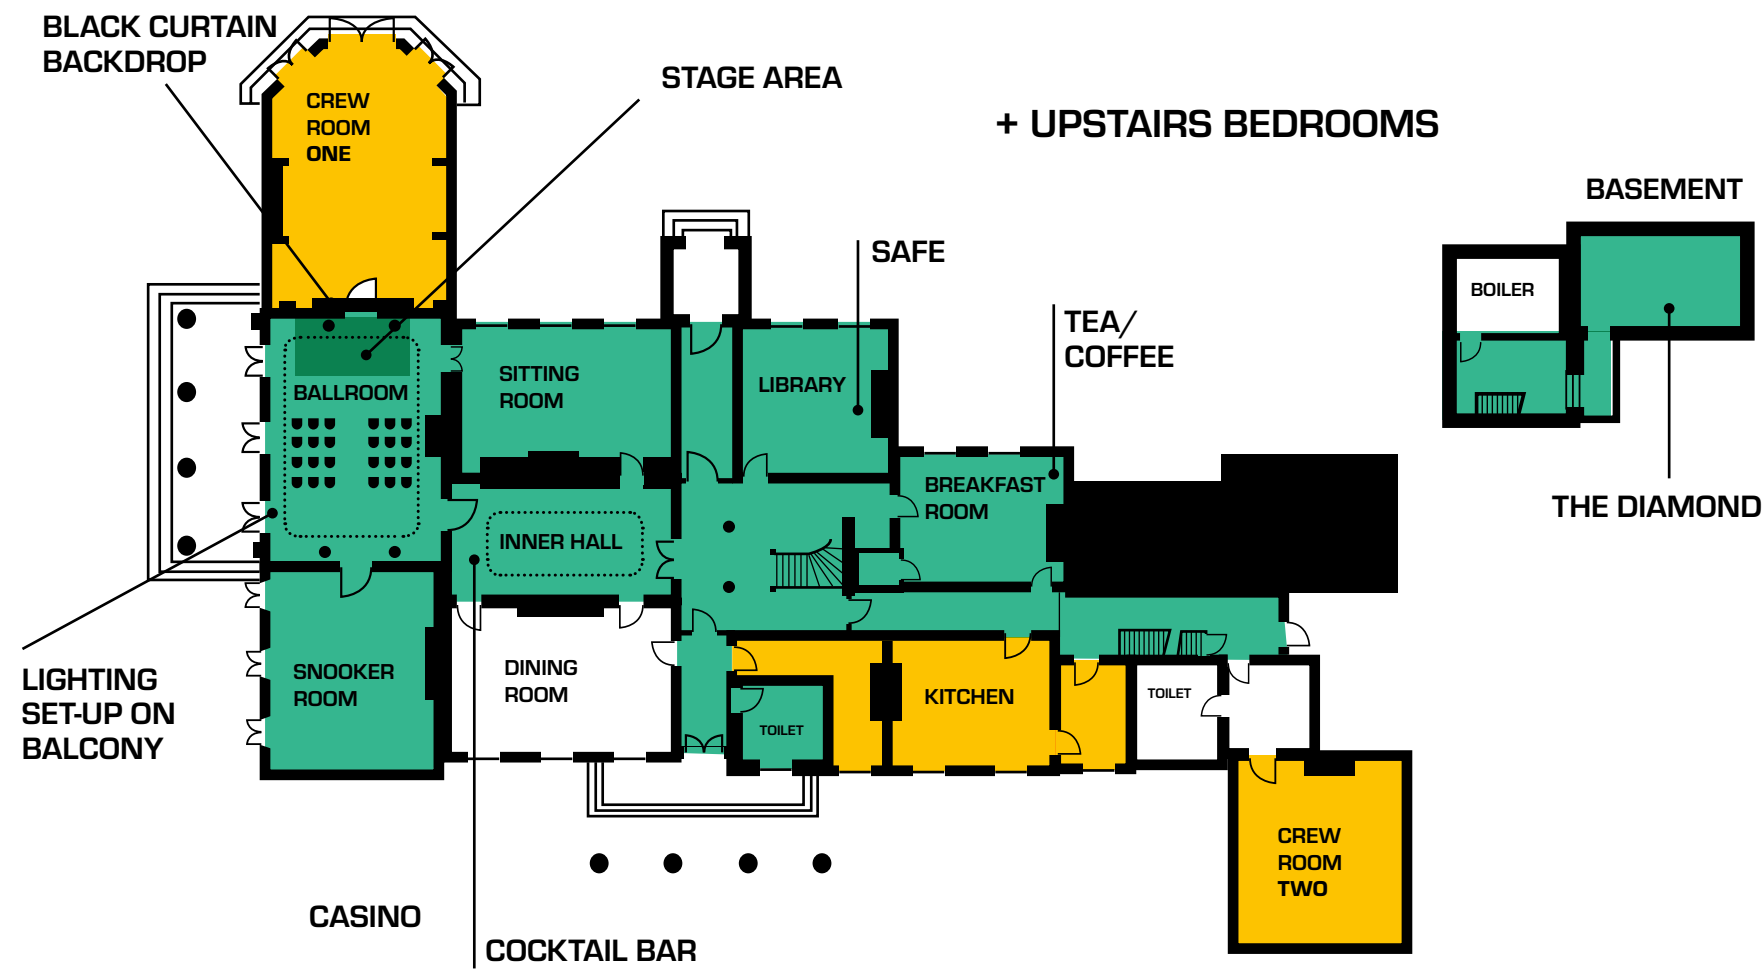 BLACK CURTAIN
BACKDROP
CREW
ROOM
ONE
STAGE AREA
+ UPSTAIRS BEDROOMS
BASEMENT
BOILER
THE DIAMOND
SAFE
TEA/
COFFEE
BALLROOM
SITTING
ROOM
LIBRARY
BREAKFAST
ROOM
INNER HALL
LIGHTING
SET-UP ON
BALCONY
SNOOKER
ROOM
DINING
ROOM
TOILET
KITCHEN
TOILET
CREW
ROOM
TWO
CASINO
COCKTAIL BAR